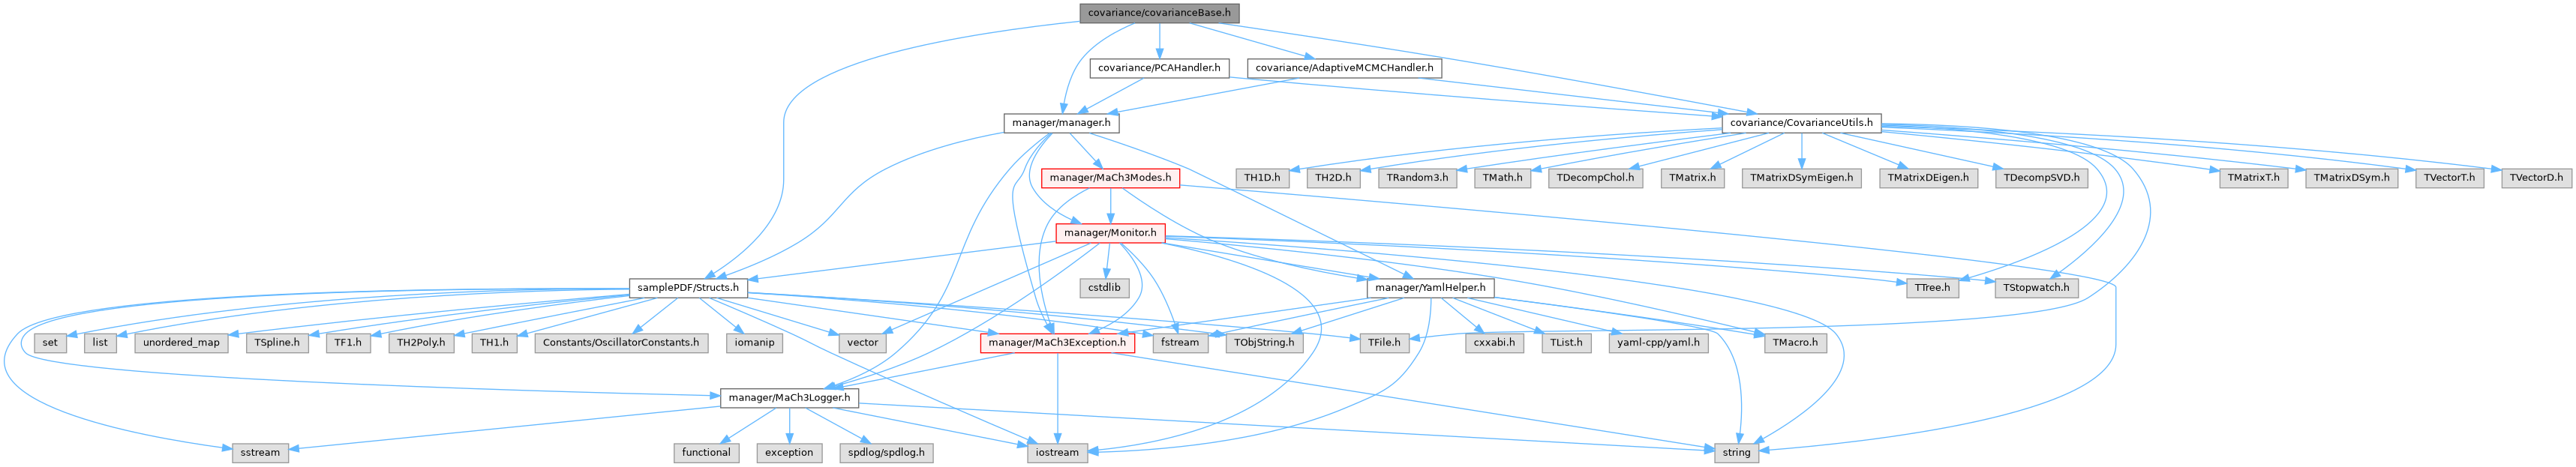 covariance/covarianceBase.h
covariance/PCAHandler.h
covariance/AdaptiveMCMCHandler.h
manager/manager.h
covariance/CovarianceUtils.h
manager/MaCh3Modes.h
TH1D.h
TH2D.h
TRandom3.h
TMath.h
TDecompChol.h
TMatrix.h
TMatrixDSymEigen.h
TMatrixDEigen.h
TDecompSVD.h
TMatrixT.h
TMatrixDSym.h
TVectorT.h
TVectorD.h
manager/Monitor.h
samplePDF/Structs.h
cstdlib
manager/YamlHelper.h
TTree.h
TStopwatch.h
set
list
unordered_map
TSpline.h
TF1.h
TH2Poly.h
TH1.h
Constants/OscillatorConstants.h
iomanip
vector
manager/MaCh3Exception.h
fstream
TObjString.h
TFile.h
cxxabi.h
TList.h
yaml-cpp/yaml.h
TMacro.h
manager/MaCh3Logger.h
sstream
functional
exception
spdlog/spdlog.h
iostream
string